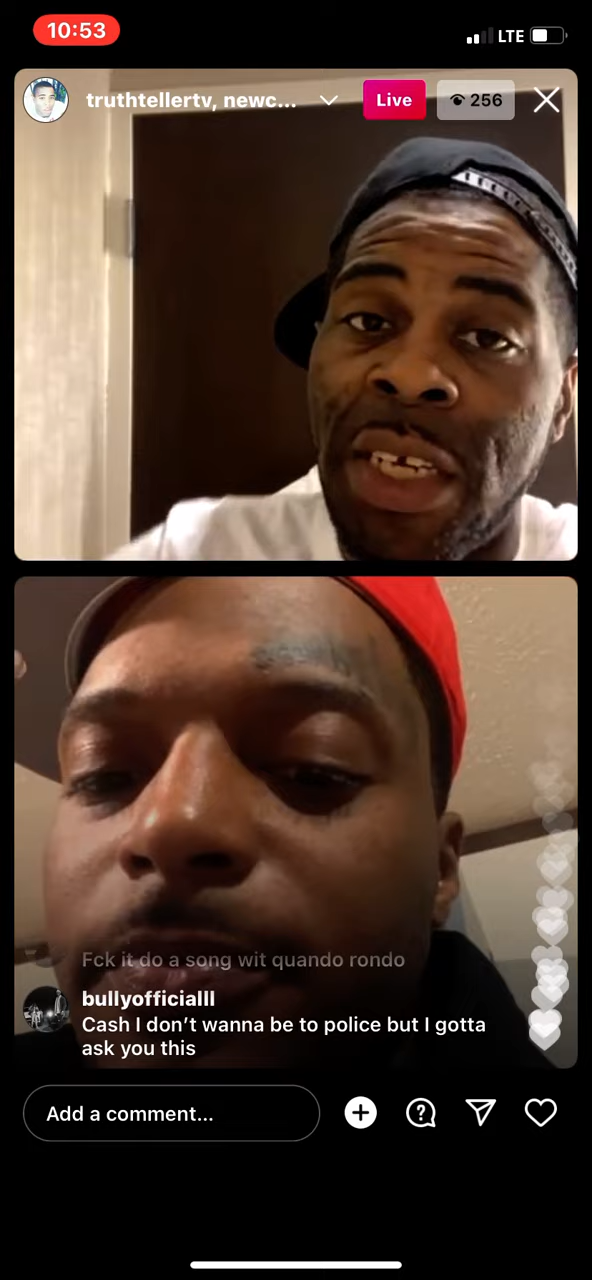 10:53
LTE
truthtellertv, newc...
Live
256
Fck it do a song wit quando rondo
bullyofficialll
Cash I don’t wanna be to police but I gotta
ask you this
Add a comment...